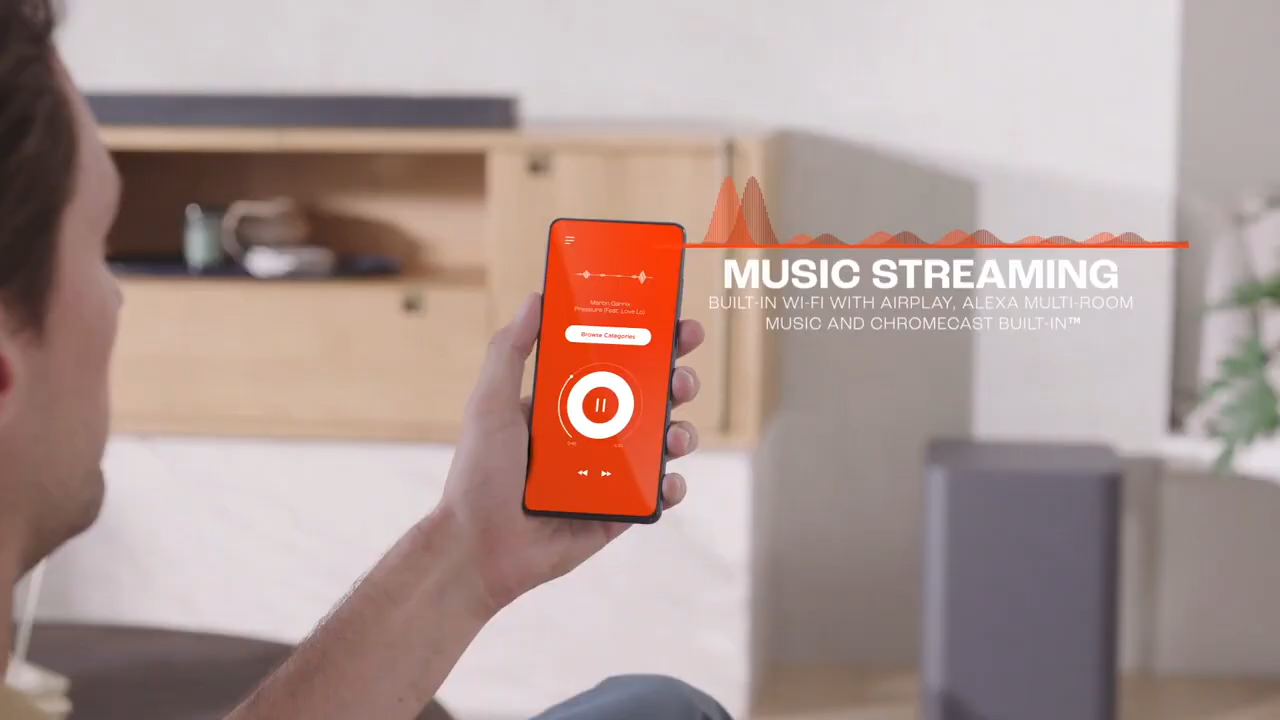 MUSIC STREAMING
BUILT-IN WI-FI WITH AIRPLAY, ALEXA MULTI-ROOM
MUSIC AND CHROMECAST BUILT-IN™
Martin Garrix
Pressure (Feat. Love Lo)
Browse Categories